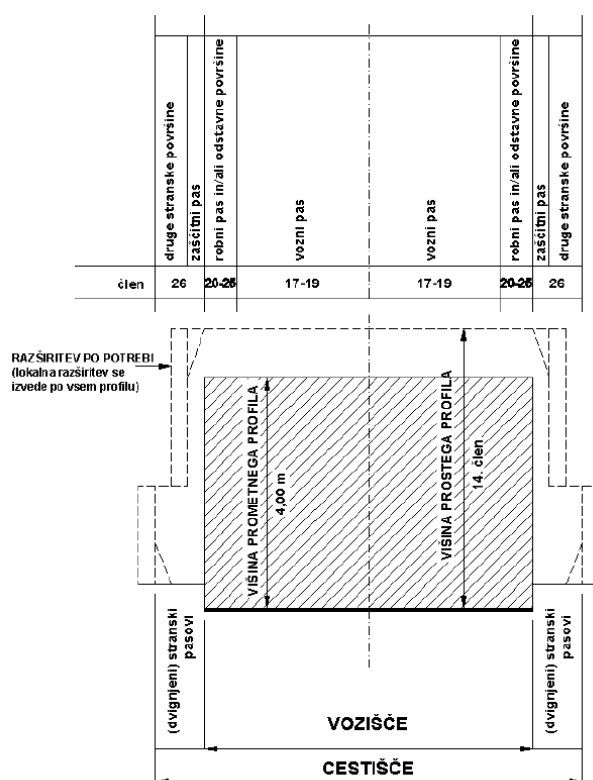 druge stranske površine
zaščitni pas
robni pas in/ali odstavne površine
vozni pas
vozni pas
robni pas in/ali odstavne površine
zaščitni pas
druge stranske površine
člen 26 20-25 17-19 17-19 20-25 26
RAZŠIRITEV PO POTREBI
(lokalna razširitev se
izvede po vsem profilu)
VIŠINA PROMETNEGA PROFILA
4,00 m
VIŠINA PROSTEGA PROFILA
14. člen
(dvignjeni) stranski
pasovi
(dvignjeni) stranski
pasovi
VOZIŠČE
CESTIŠČE